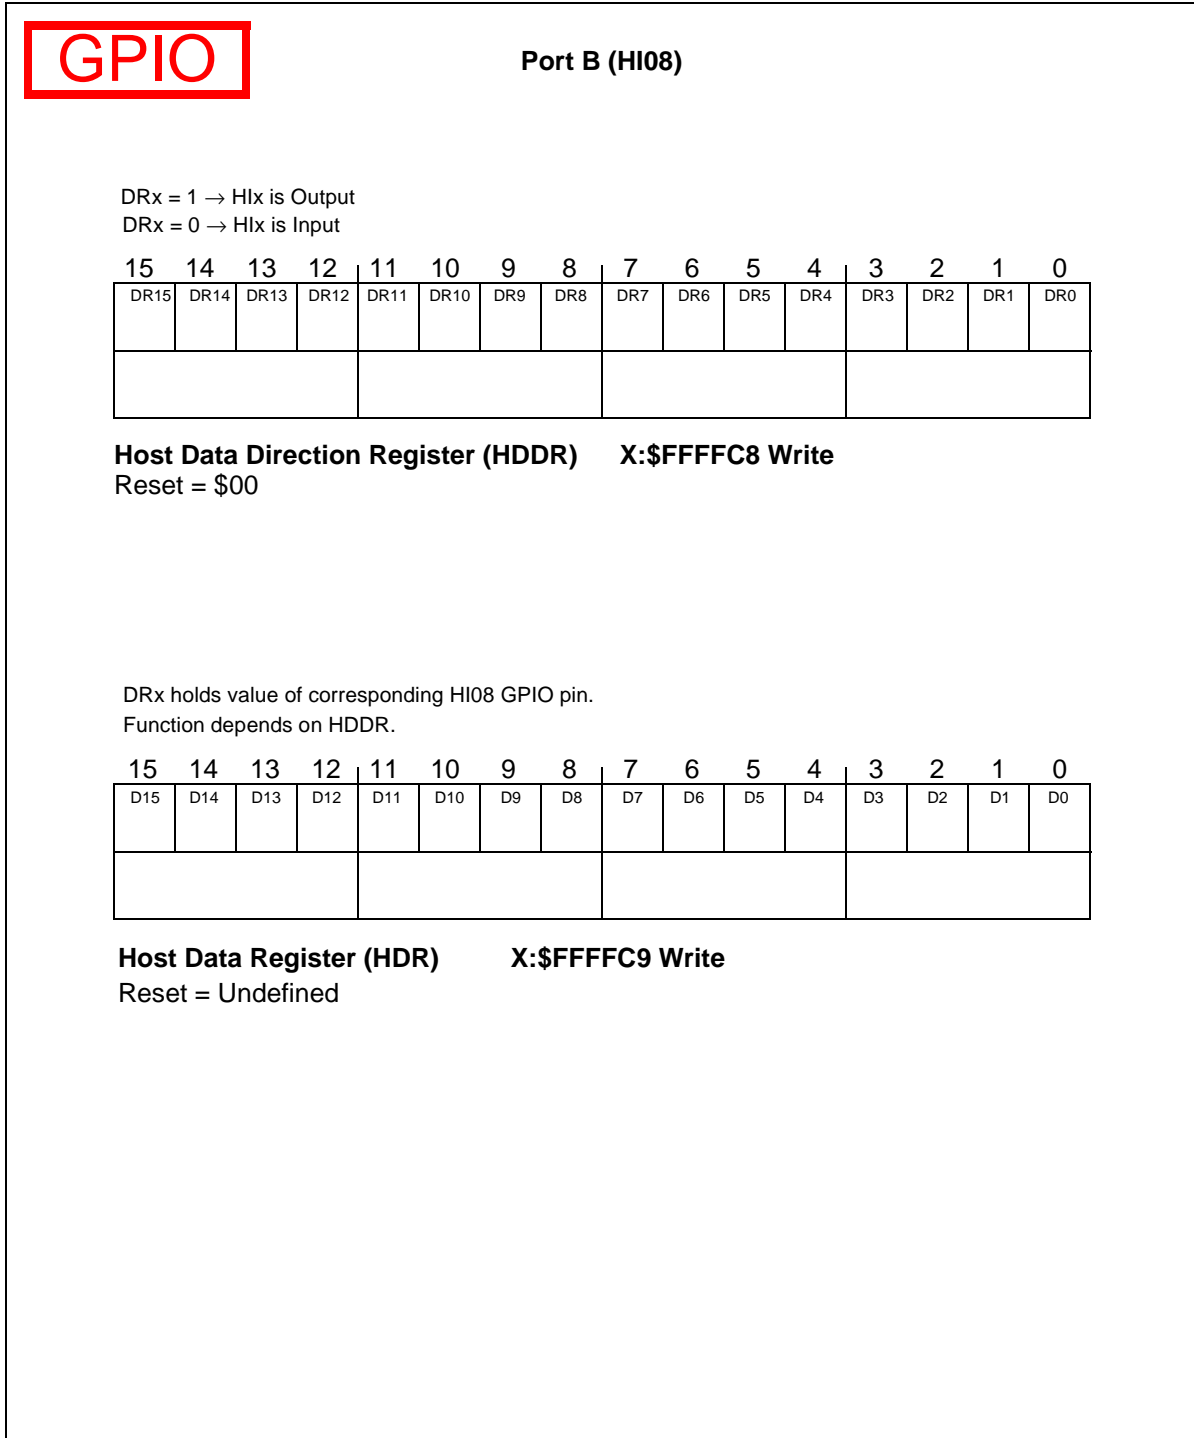 GPIO
Port B (HI08)
DRx = 1 → HIx is Output
DRx = 0 → HIx is Input
15 14 13 12 11 10 9 8 7 6 5 4 3 2 1 0
DR15 DR14 DR13 DR12 DR11 DR10 DR9 DR8 DR7 DR6 DR5 DR4 DR3 DR2 DR1 DR0
Host Data Direction Register (HDDR) X:$FFFFC8 Write
Reset = $00
DRx holds value of corresponding HI08 GPIO pin.
Function depends on HDDR.
15 14 13 12 11 10 9 8 7 6 5 4 3 2 1 0
D15 D14 D13 D12 D11 D10 D9 D8 D7 D6 D5 D4 D3 D2 D1 D0
Host Data Register (HDR) X:$FFFFC9 Write
Reset = Undefined